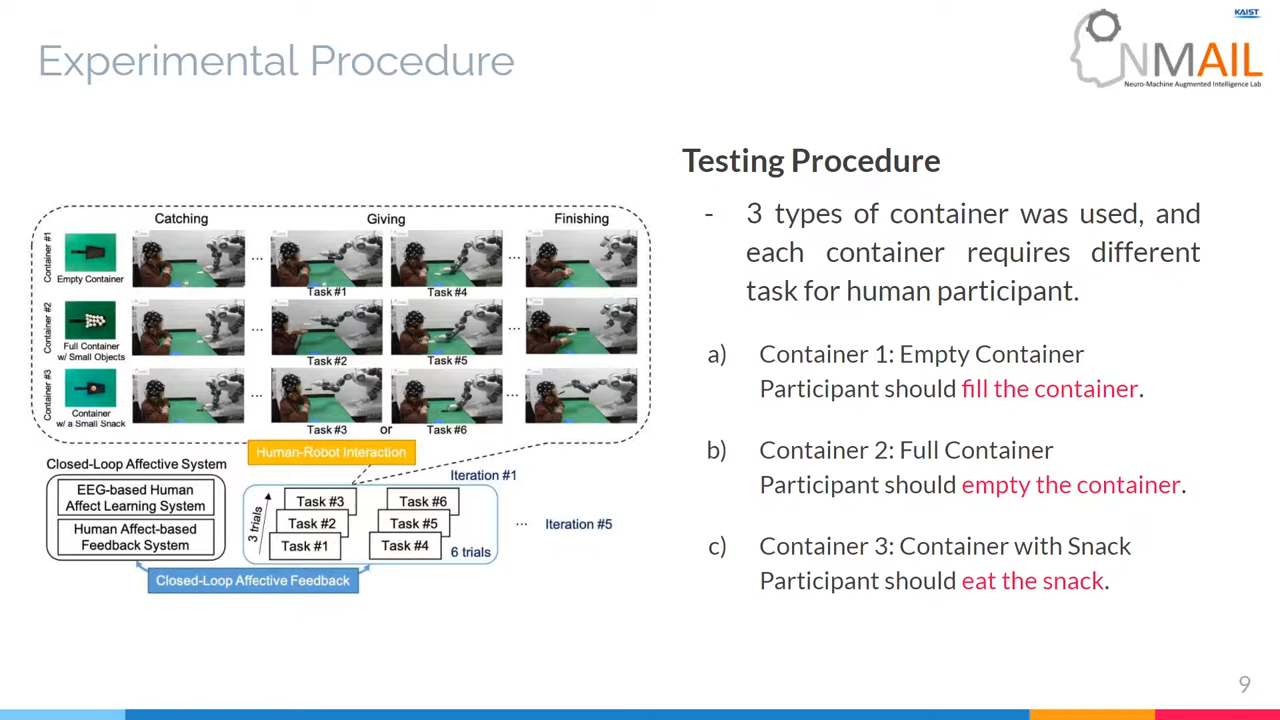 KAIST
Experimental Procedure
NMAIL
Neuro-Machine Augmented Intelligence Lab
Testing Procedure
- 3 types of container was used, and
each container requires different
task for human participant.
a) Container 1: Empty Container
Participant should fill the container.
b) Container 2: Full Container
Participant should empty the container.
c) Container 3: Container with Snack
Participant should eat the snack.
Catching Giving Finishing
Container #1
Empty Container
... ...
Task #1 Task #4
Container #2
Full Container
w/ Small Objects
... ...
Task #2 Task #5
Container #3
Container
w/a Small Snack
... ...
Task #3 or Task #6
Human-Robot Interaction
Closed-Loop Affective System
EEG-based Human
Affect Learning System
Human Affect-based
Feedback System
Iteration #1
3 trials
Task #3 Task #6
Task #2 Task #5
Task #1 Task #4
6 trials
... Iteration #5
Closed-Loop Affective Feedback
9